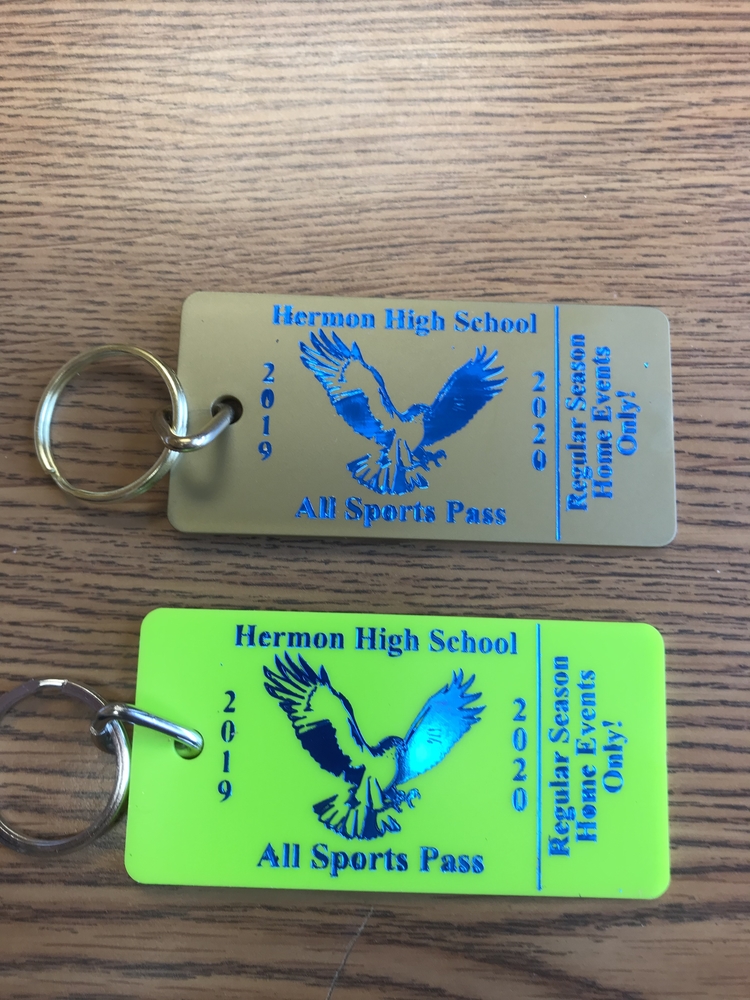 Hermon High School
2019
2020
All Sports Pass
Regular Season
Home Events
Only!
Hermon High School
2019
2020
All Sports Pass
Regular Season
Home Events
Only!